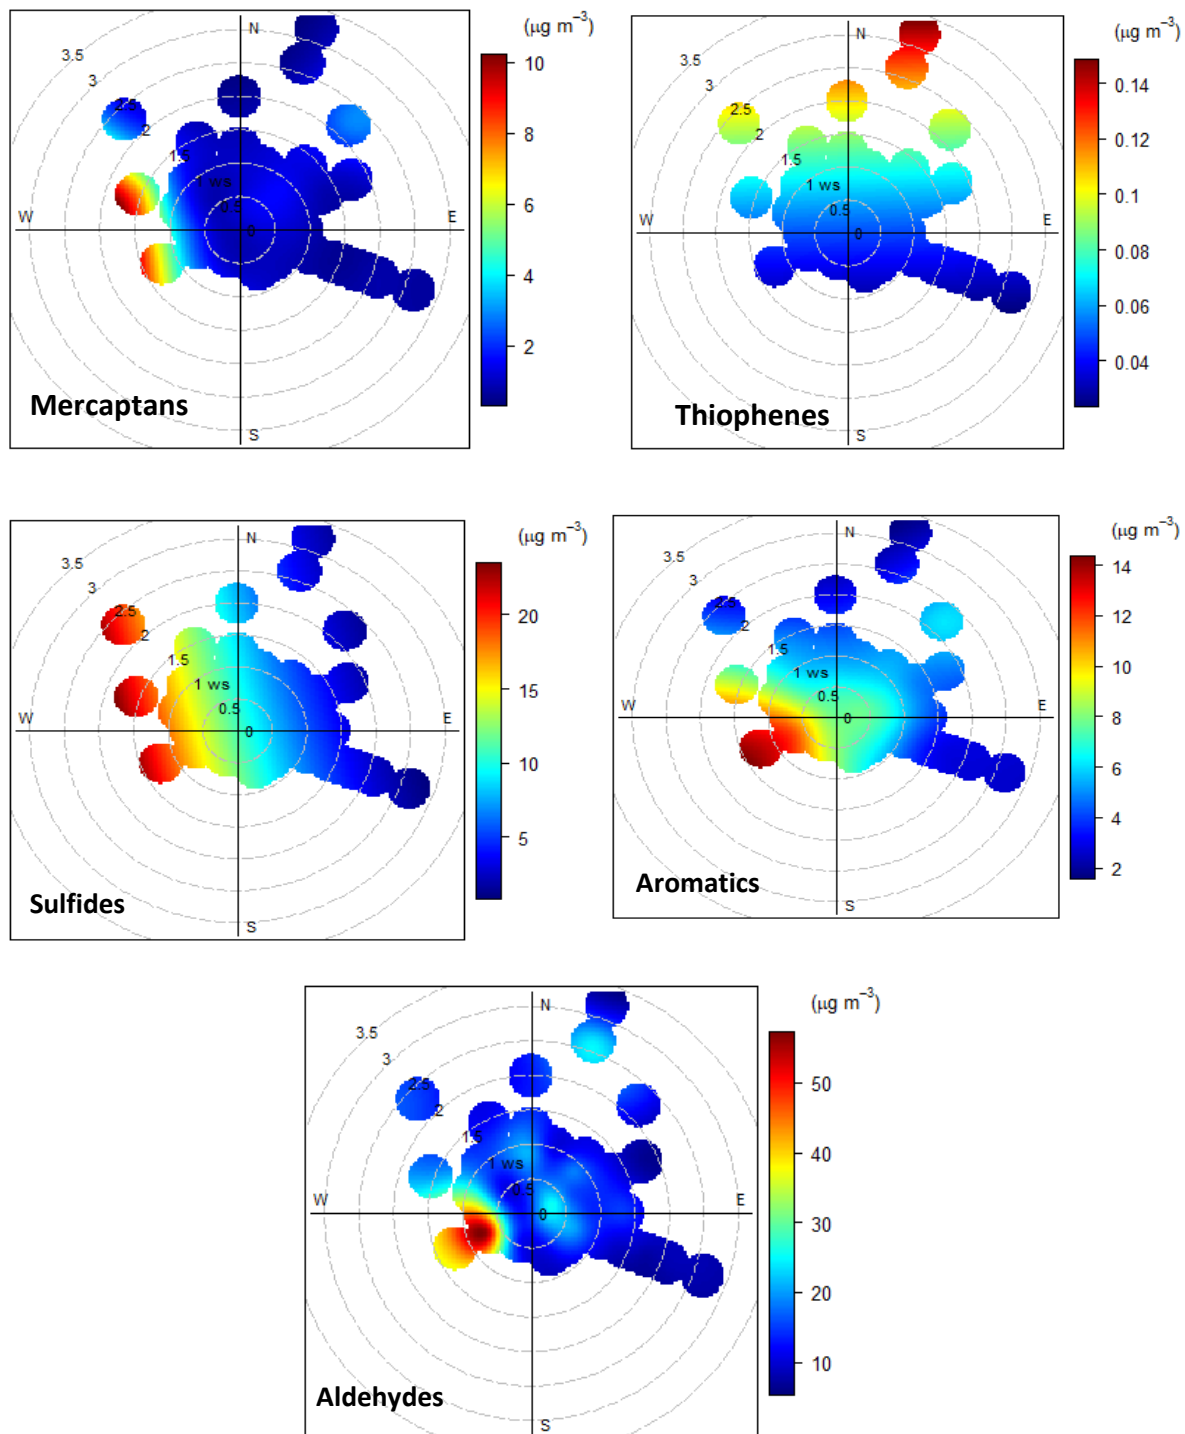 (μg m⁻³)
N
3.5
3
2.5
2
1.5
1 ws
0.5
0
W
E
S
10
8
6
4
2
Mercaptans
(μg m⁻³)
N
3.5
3
2.5
2
1.5
1 ws
0.5
0
W
E
S
0.14
0.12
0.1
0.08
0.06
0.04
Thiophenes
(μg m⁻³)
N
3.5
3
2.5
2
1.5
1 ws
0.5
0
W
E
S
20
15
10
5
Sulfides
(μg m⁻³)
N
3.5
3
2.5
2
1.5
1 ws
0.5
0
W
E
S
14
12
10
8
6
4
2
Aromatics
(μg m⁻³)
N
3.5
3
2.5
2
1.5
1 ws
0.5
0
W
E
S
50
40
30
20
10
Aldehydes